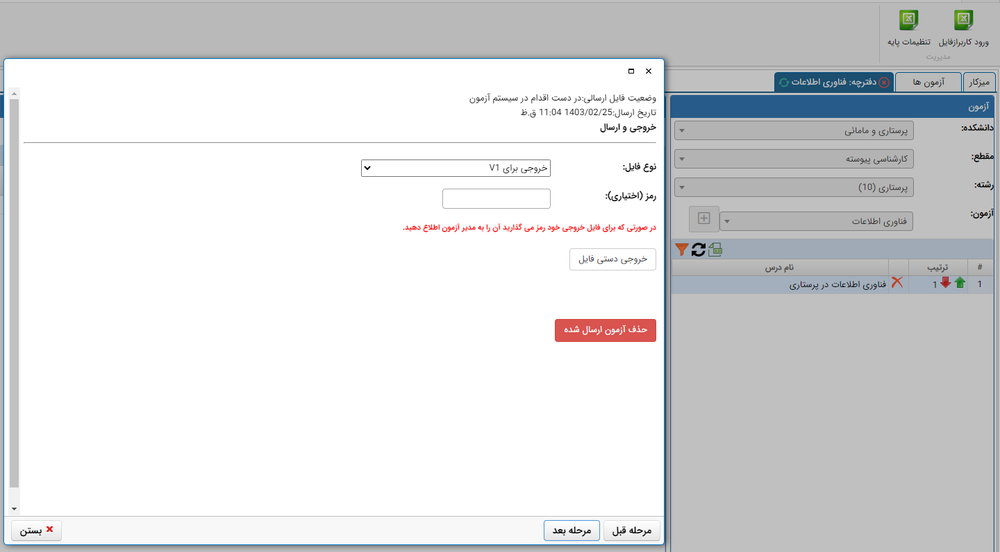 ورود کاربرازفایل
تنظیمات پایه
مدیریت
میزکار
آزمون ها
دفترچه: فناوری اطلاعات
آزمون
دانشکده:
پرستاری و مامائی
مقطع:
کارشناسی پیوسته
رشته:
پرستاری (10)
آزمون:
فناوری اطلاعات
# ترتیب نام درس
1 1 فناوری اطلاعات در پرستاری
وضعیت فایل ارسالی:در دست اقدام در سیستم آزمون
تاریخ ارسال:1403/02/25 11:04 ق.ظ
خروجی و ارسال
نوع فایل:
خروجی برای V1
رمز (اختیاری):
در صورتی که برای فایل خروجی خود رمز می گذارید آن را به مدیر آزمون اطلاع دهید.
خروجی دستی فایل
حذف آزمون ارسال شده
مرحله قبل
مرحله بعد
بستن